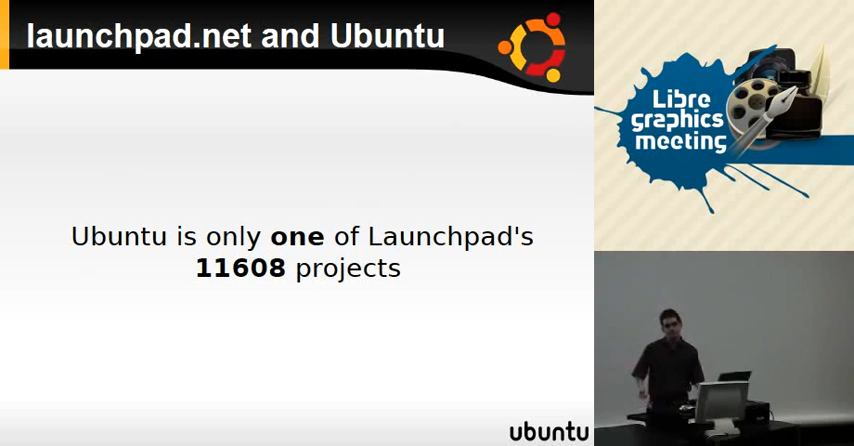 launchpad.net and Ubuntu
Ubuntu is only one of Launchpad's
11608 projects
ubuntu
Libre
graphics
meeting